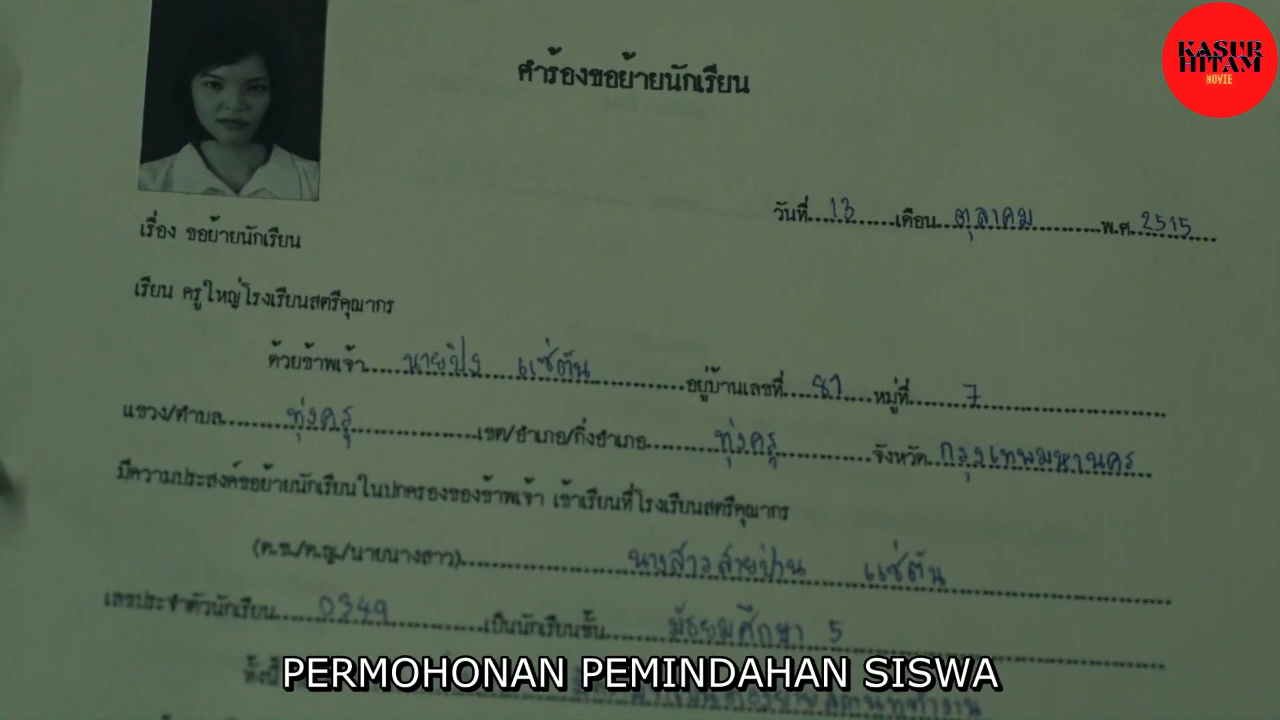 KASUR
HITAM
MOVIE
คำร้องขอย้ายนักเรียน
วันที่ 13 เดือน ตุลาคม พ.ศ. 2515
เรื่อง ขอย้ายนักเรียน
เรียน ครูใหญ่โรงเรียนสตรีคุณากร
ด้วยข้าพเจ้า นายปิง แซ่ตัน อยู่บ้านเลขที่ 81 หมู่ที่ 7
แขวง/ตำบล ทุ่งครุ เขต/อำเภอ/กิ่งอำเภอ ทุ่งครุ จังหวัด กรุงเทพมหานคร
มีความประสงค์ขอย้ายนักเรียนในปกครองของข้าพเจ้า เข้าเรียนที่โรงเรียนสตรีคุณากร
(ด.ช./ด.ญ./นายนางสาว) นางสาวสายป่าน แซ่ตัน
เลขประจำตัวนักเรียน 0349 เป็นนักเรียนชั้น มัธยมศึกษา 5
PERMOHONAN PEMINDAHAN SISWA